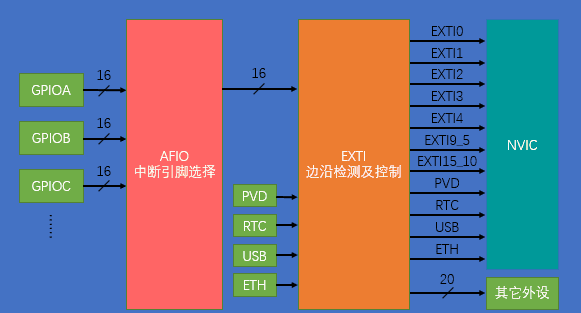 GPIOA
16
GPIOB
16
GPIOC
16
......
AFIO
中断引脚选择
16
PVD
RTC
USB
ETH
EXTI
边沿检测及控制
EXTI0
EXTI1
EXTI2
EXTI3
EXTI4
EXTI9_5
EXTI15_10
PVD
RTC
USB
ETH
20
NVIC
其它外设